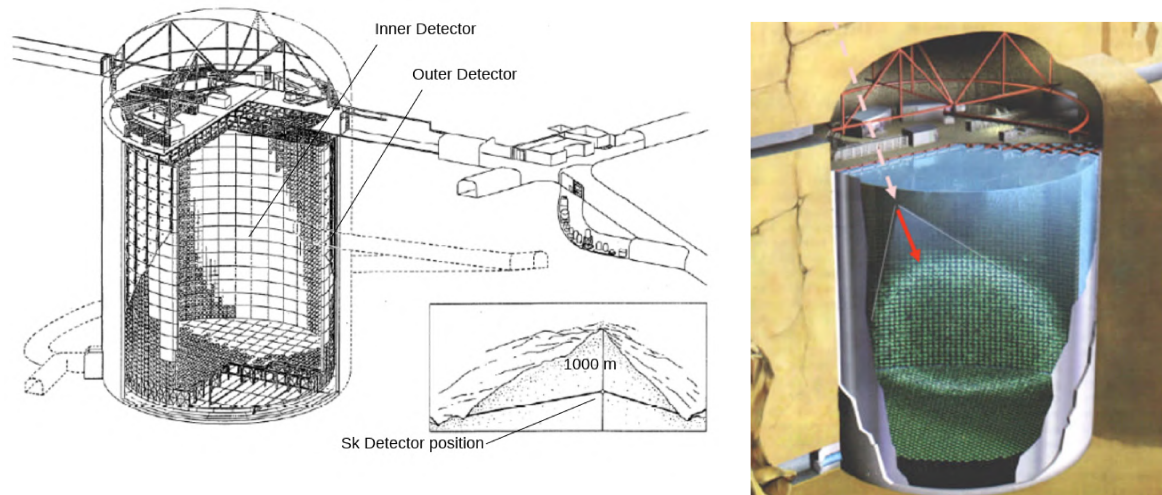 Inner Detector
Outer Detector
1000 m
Sk Detector position